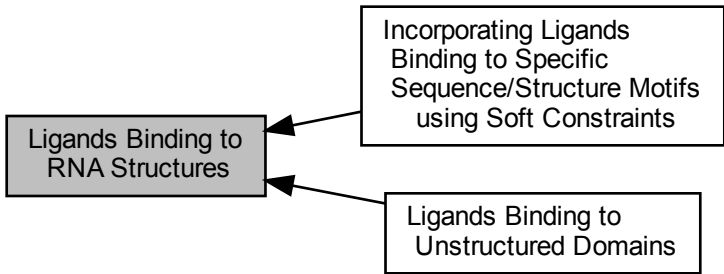 Ligands Binding to
RNA Structures
Incorporating Ligands
Binding to Specific
Sequence/Structure Motifs
using Soft Constraints
Ligands Binding to
Unstructured Domains